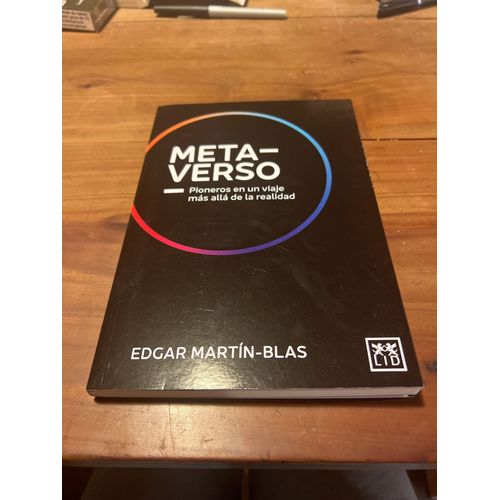 META–
VERSO
Pioneros en un viaje
más allá de la realidad
EDGAR MARTÍN-BLAS
LID